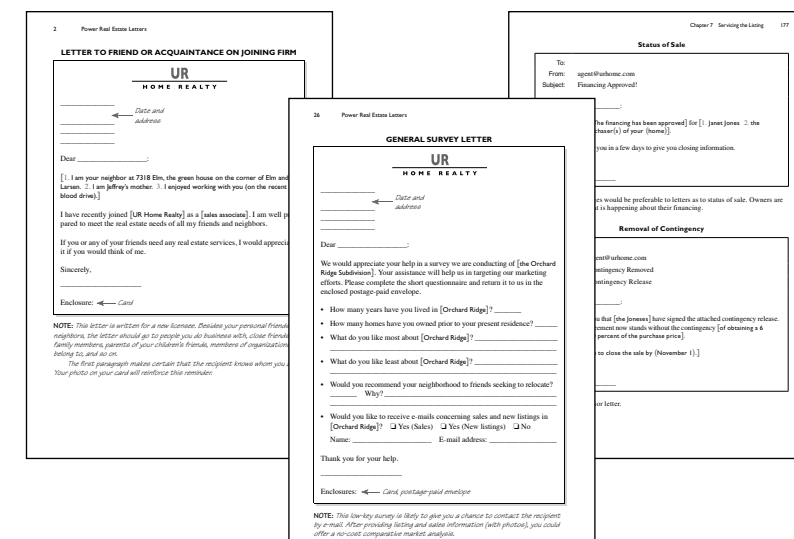 2 Power Real Estate Letters
LETTER TO FRIEND OR ACQUAINTANCE ON JOINING FIRM
UR
HOME REALTY
Date and
address
Dear ____________:
[1. I am your neighbor at 7318 Elm, the green house on the corner of Elm and
Larsen. 2. I am Jeffrey's mother. 3. I enjoyed working with you (on the recent
blood drive).]
I have recently joined [UR Home Realty] as a [sales associate]. I am well
pared to meet the real estate needs of all my friends and neighbors.
If you or any of your friends need any real estate services, I would
it if you would think of me.
Sincerely,
Enclosure: Card
NOTE: This letter is written for a new licensee. Besides your personal
neighbors, the letter should go to people you do business with, close
family members, parents of your children's friends, members of
belong to, and so on.
The first paragraph makes certain that the recipient knows whom you
Your photo on your card will reinforce this reminder.
26 Power Real Estate Letters
GENERAL SURVEY LETTER
UR
HOME REALTY
Date and
address
Dear ____________:
We would appreciate your help in a survey we are conducting of [the Orchard
Ridge Subdivision]. Your assistance will help us in targeting our marketing
efforts. Please complete the short questionnaire and return it to us in the
enclosed postage-paid envelope.
• How many years have you lived in [Orchard Ridge]? ______
• How many homes have you owned prior to your present residence? _____
• What do you like most about [Orchard Ridge]? ____________
• What do you like least about [Orchard Ridge]? ____________
• Would you recommend your neighborhood to friends seeking to relocate?
______ Why? ____________
• Would you like to receive e-mails concerning sales and new listings in
[Orchard Ridge]? ❏ Yes (Sales) ❏ Yes (New listings) ❏ No
Name: ____________ E-mail address: ____________
Thank you for your help.
Enclosures: Card, postage-paid envelope
NOTE: This low-key survey is likely to give you a chance to contact the recipient
by e-mail. After providing listing and sales information (with photos), you could
offer a no-cost comparative market analysis.
Chapter 7 Servicing the Listing 177
Status of Sale
To:
From: agent@urhome.com
Subject: Financing Approved!
he financing has been approved] for [1. Janet Jones 2. the
chaser(s) of your (home)].
you in a few days to give you closing information.
es would be preferable to letters as to status of sale. Owners are
t is happening about their financing.
Removal of Contingency
ent@urhome.com
ontingency Removed
ontingency Release
u that [the Joneses] have signed the attached contingency release.
ement now stands without the contingency [of obtaining a 6
percent of the purchase price].
to close the sale by (November 1).]
or letter.